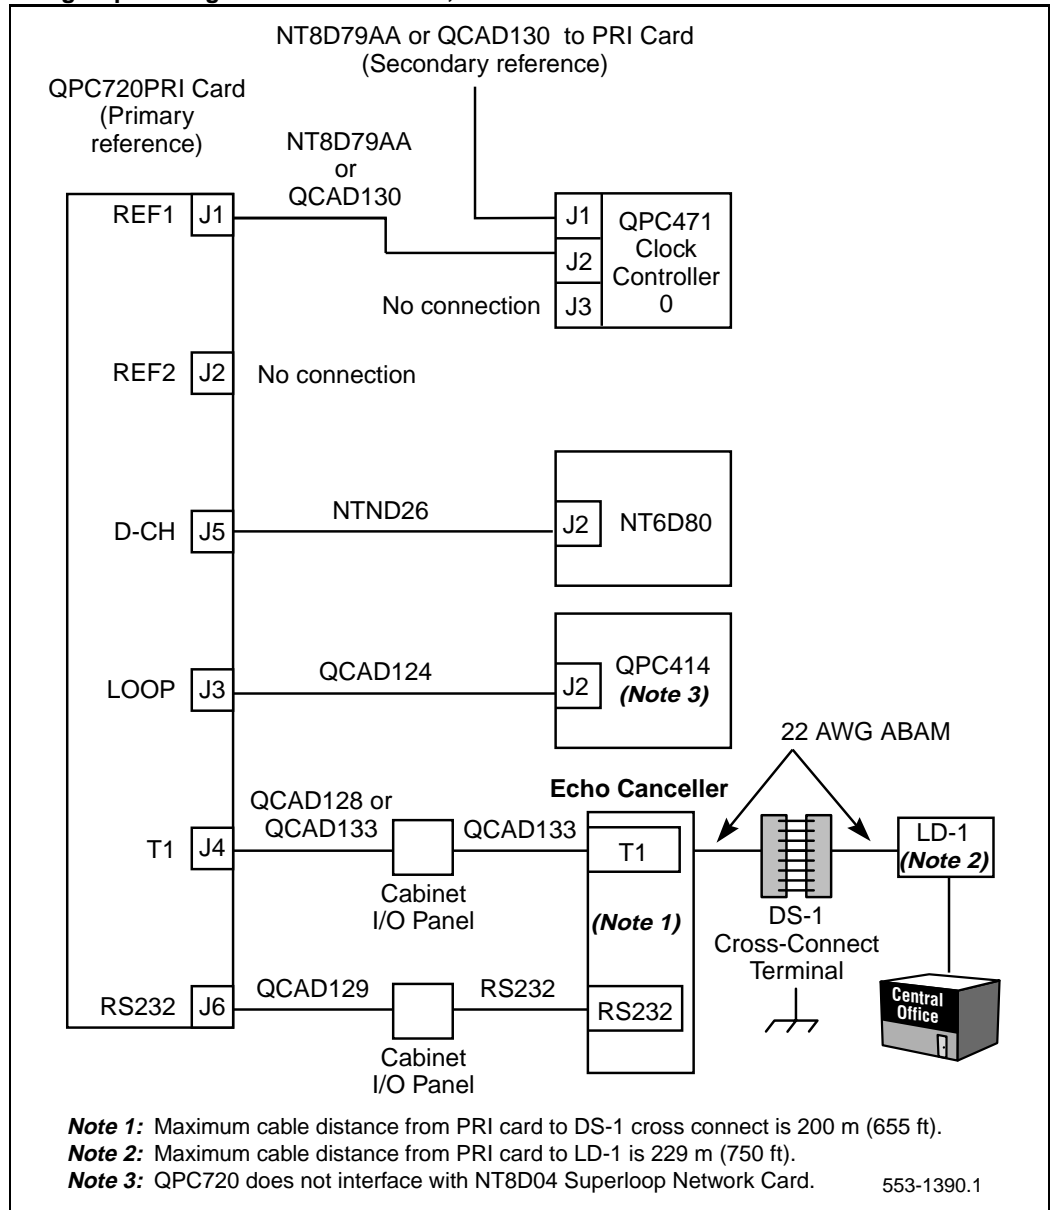 NT8D79AA or QCAD130 to PRI Card
(Secondary reference)
QPC720PRI Card
(Primary
reference)
NT8D79AA
or
QCAD130
REF1
J1
J1
J2
J3
QPC471
Clock
Controller
0
No connection
REF2
J2
No connection
D-CH
J5
NTND26
J2
NT6D80
LOOP
J3
QCAD124
J2
QPC414
(Note 3)
22 AWG ABAM
Echo Canceller
T1
J4
QCAD128 or
QCAD133
Cabinet
I/O Panel
QCAD133
T1
(Note 1)
DS-1
Cross-Connect
Terminal
LD-1
(Note 2)
Central
Office
RS232
J6
QCAD129
Cabinet
I/O Panel
RS232
RS232
Note 1: Maximum cable distance from PRI card to DS-1 cross connect is 200 m (655 ft).
Note 2: Maximum cable distance from PRI card to LD-1 is 229 m (750 ft).
Note 3: QPC720 does not interface with NT8D04 Superloop Network Card.
553-1390.1